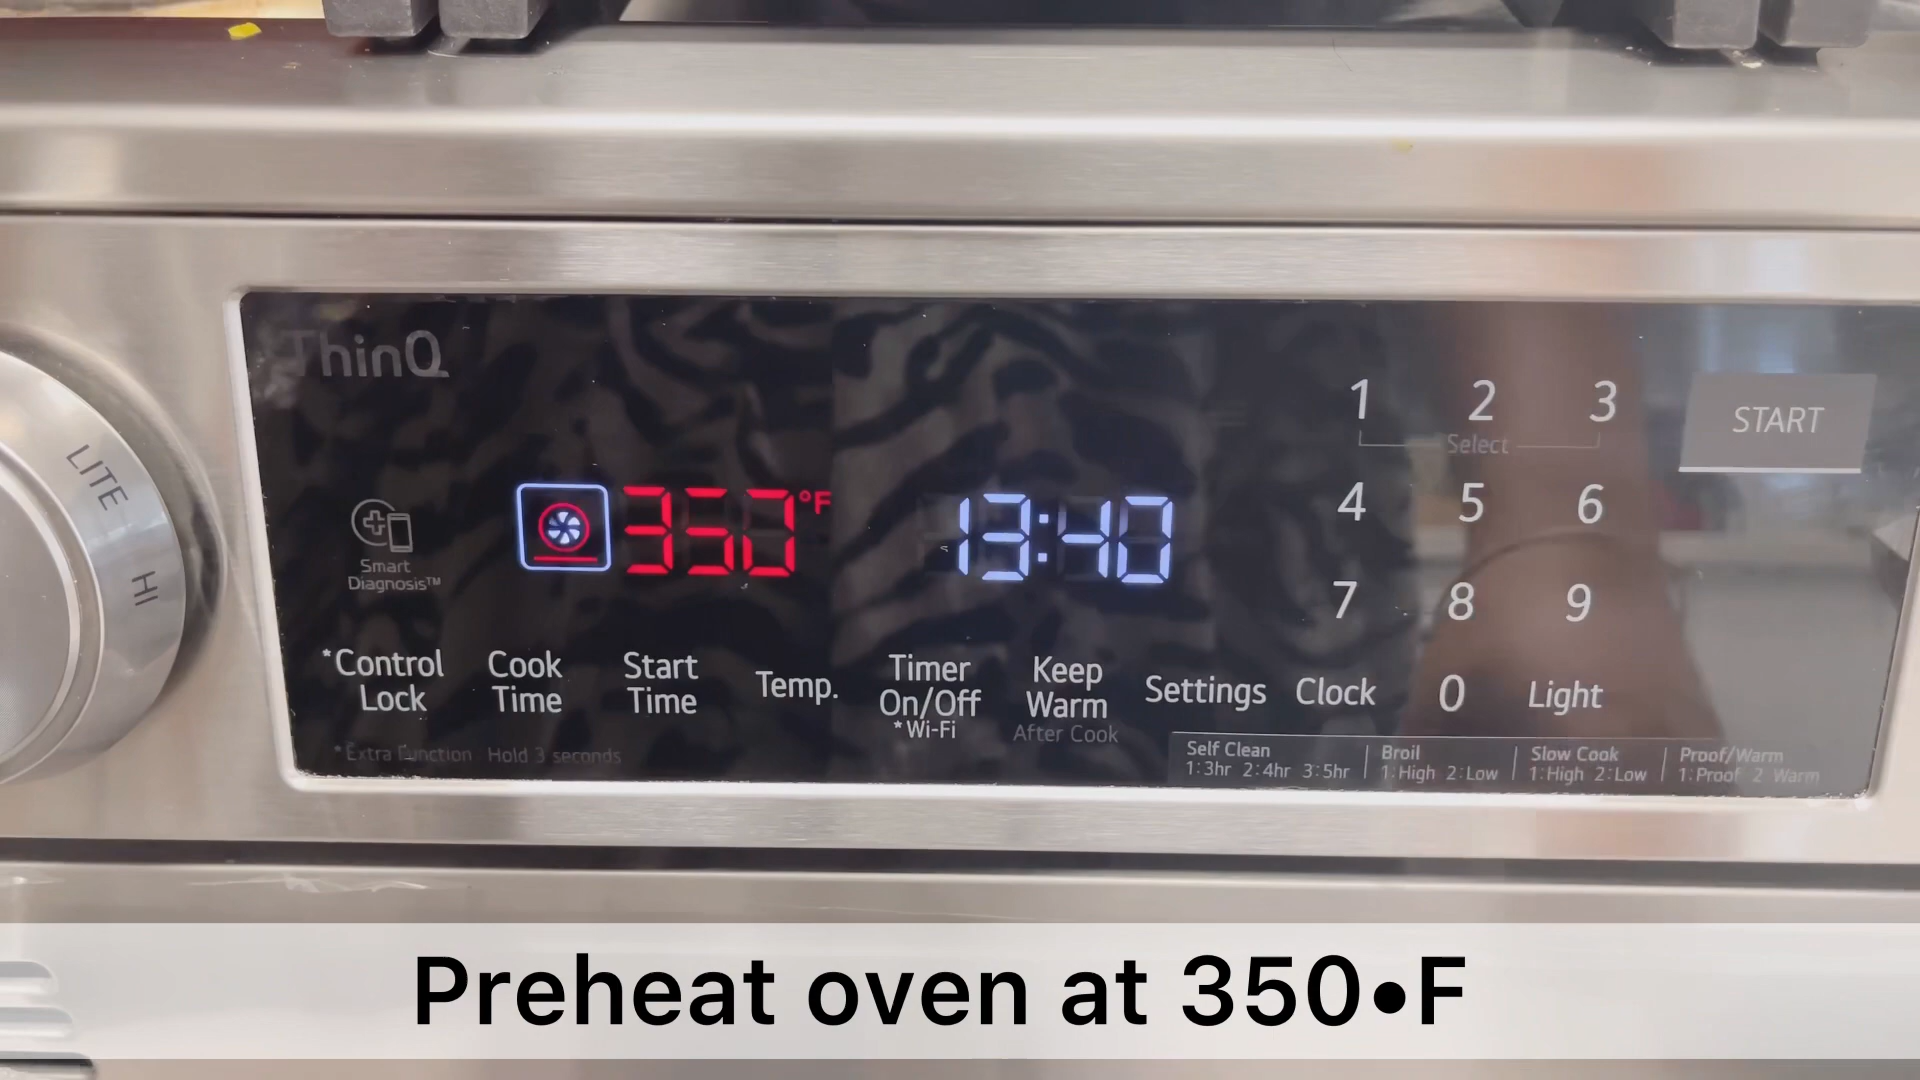 ThinQ
LITE
HI
1 2 3
Select
START
350°F
13:40
4 5 6
Smart
Diagnosis™
7 8 9
*Control
Lock
Cook
Time
Start
Time
Temp.
Timer
On/Off
*Wi-Fi
Keep
Warm
After Cook
Settings
Clock
0
Light
*Extra Function Hold 3 seconds
Self Clean
1:3hr 2:4hr 3:5hr
Broil
1:High 2:Low
Slow Cook
1:High 2:Low
Proof/Warm
1:Proof 2:Warm
Preheat oven at 350•F